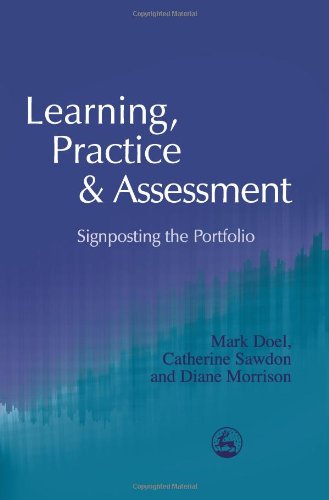 Learning,
Practice
& Assessment
Signposting the Portfolio
Mark Doel,
Catherine Sawdon
and Diane Morrison